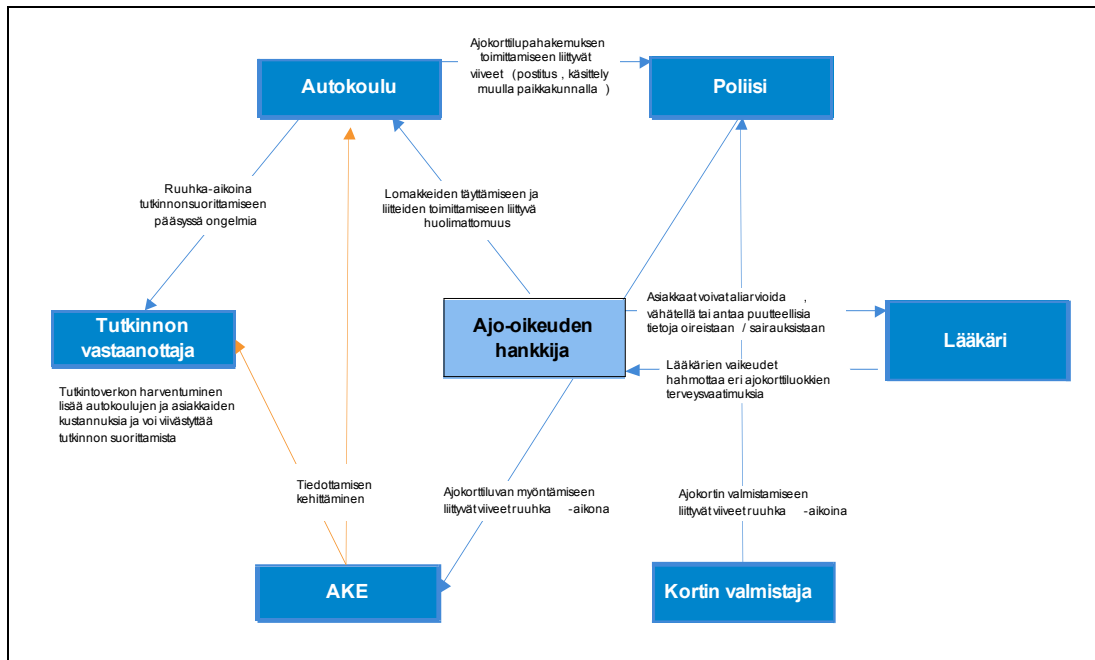 Ajokorttilupahakemuksen
toimittamiseen liittyvät
viiveet (postitus, käsittely
muulla paikkakunnalla )
Autokoulu
Poliisi
Ruuhka-aikoina
tutkinnonsuorittamiseen
pääsyssä ongelmia
Lomakkeiden täyttämiseen ja
liitteiden toimittamiseen liittyvä
huolimattomuus
Tutkinnon
vastaanottaja
Ajo-oikeuden
hankkija
Asiakkaat voivat aliarvioida ,
vähätellä tai antaa puutteellisia
tietoja oireistaan / sairauksistaan
Lääkäri
Lääkärien vaikeudet
hahmottaa eri ajokorttiluokkien
terveysvaatimuksia
Tutkintoverkon harventuminen
lisää autokoulujen ja asiakkaiden
kustannuksia ja voi viivästyttää
tutkinnon suorittamista
Tiedottamisen
kehittäminen
Ajokorttiluvan myöntämiseen
liittyvät viiveet ruuhka -aikona
Ajokortin valmistamiseen
liittyvät viiveet ruuhka -aikoina
AKE
Kortin valmistaja